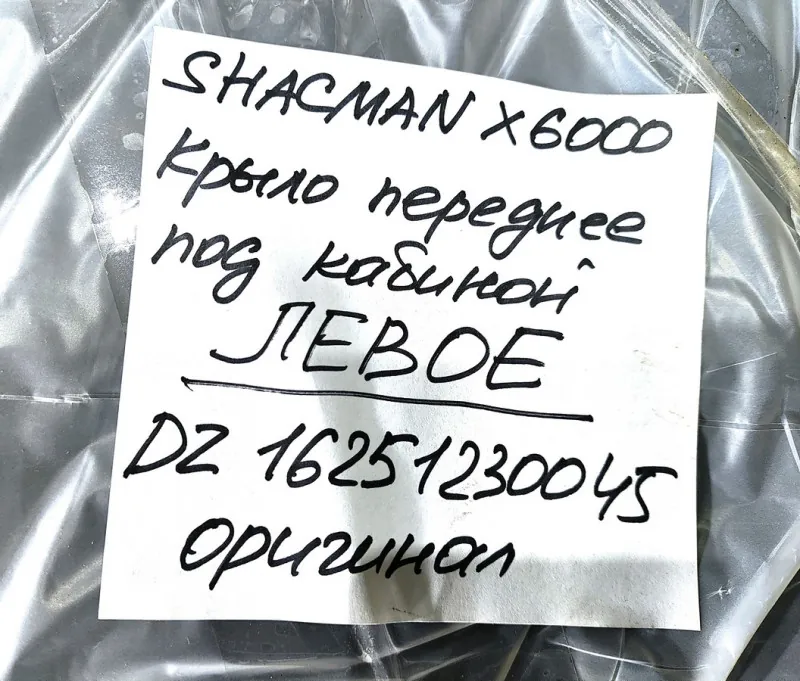 SHACMAN X6000
Крыло переднее
под кабиной
ЛЕВОЕ
DZ 16251230045
оригинал